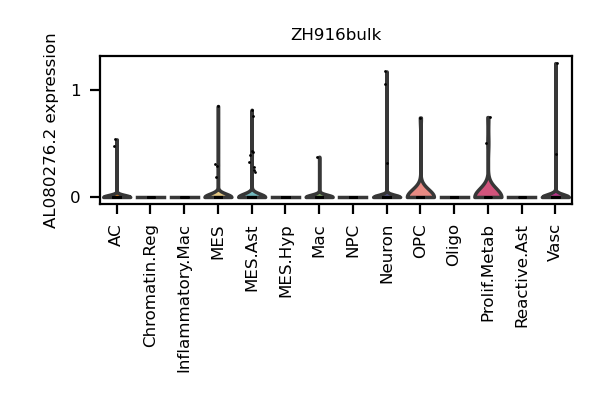 ZH916bulk
AL080276.2 expression
1
0
AC
Chromatin.Reg
Inflammatory.Mac
MES
MES.Ast
MES.Hyp
Mac
NPC
Neuron
OPC
Oligo
Prolif.Metab
Reactive.Ast
Vasc